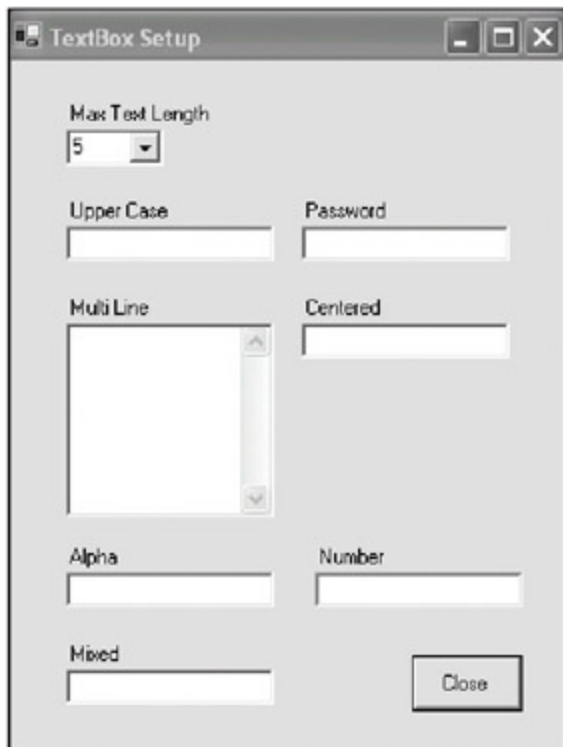 TextBox Setup
Max Text Length
5
Upper Case Password
Multi Line Centered
Alpha Number
Mixed
Close